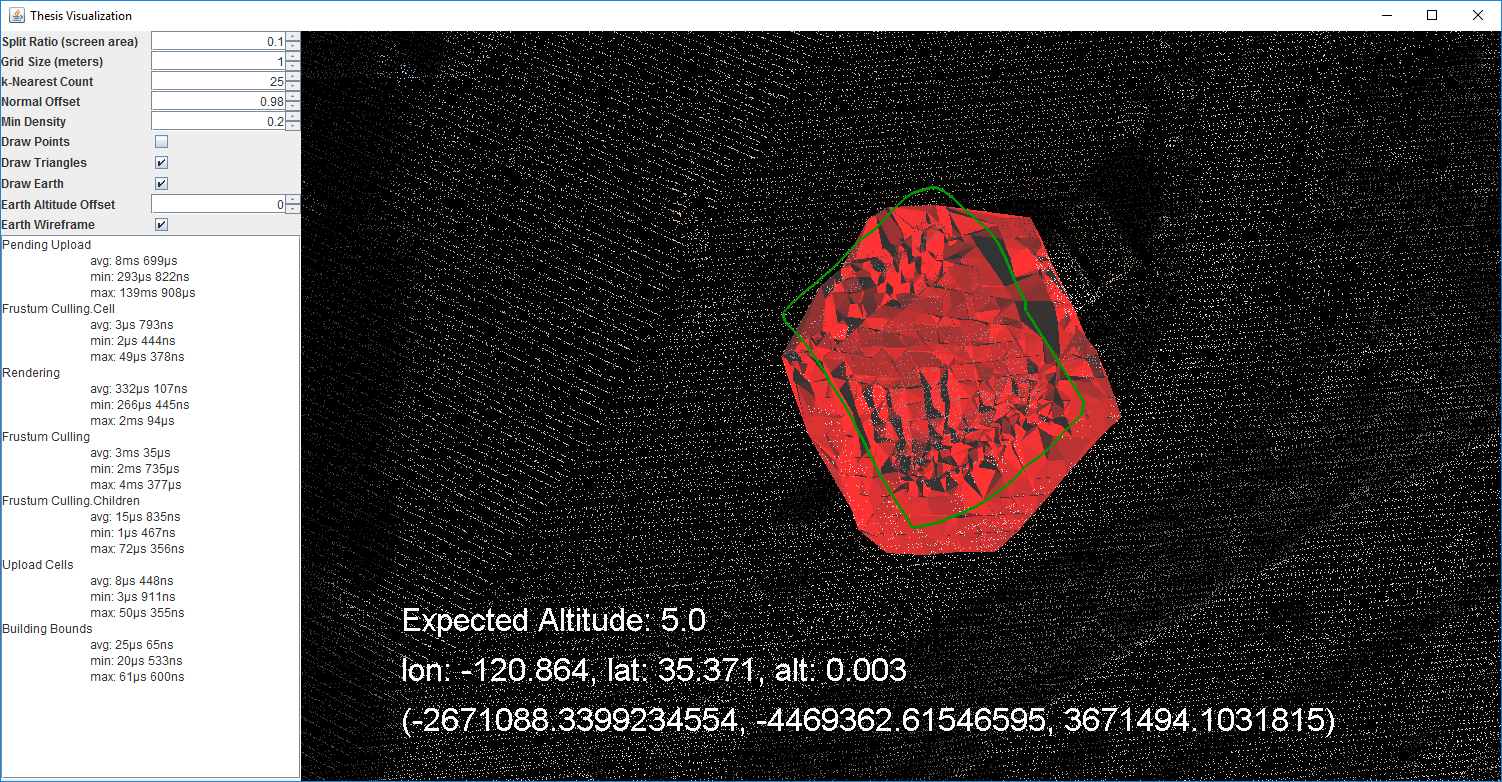 Thesis Visualization
Split Ratio (screen area) 0.1
Grid Size (meters) 1
k-Nearest Count 25
Normal Offset 0.98
Min Density 0.2
Draw Points
Draw Triangles
Draw Earth
Earth Altitude Offset 0
Earth Wireframe
Pending Upload
avg: 8ms 699µs
min: 293µs 822ns
max: 139ms 908µs
Frustum Culling.Cell
avg: 3µs 793ns
min: 2µs 444ns
max: 49µs 378ns
Rendering
avg: 332µs 107ns
min: 266µs 445ns
max: 2ms 94µs
Frustum Culling
avg: 3ms 35µs
min: 2ms 735µs
max: 4ms 377µs
Frustum Culling.Children
avg: 15µs 835ns
min: 1µs 467ns
max: 72µs 356ns
Upload Cells
avg: 8µs 448ns
min: 3µs 911ns
max: 50µs 355ns
Building Bounds
avg: 25µs 65ns
min: 20µs 533ns
max: 61µs 600ns
Expected Altitude: 5.0
lon: -120.864, lat: 35.371, alt: 0.003
(-2671088.3399234554, -4469362.61546595, 3671494.1031815)